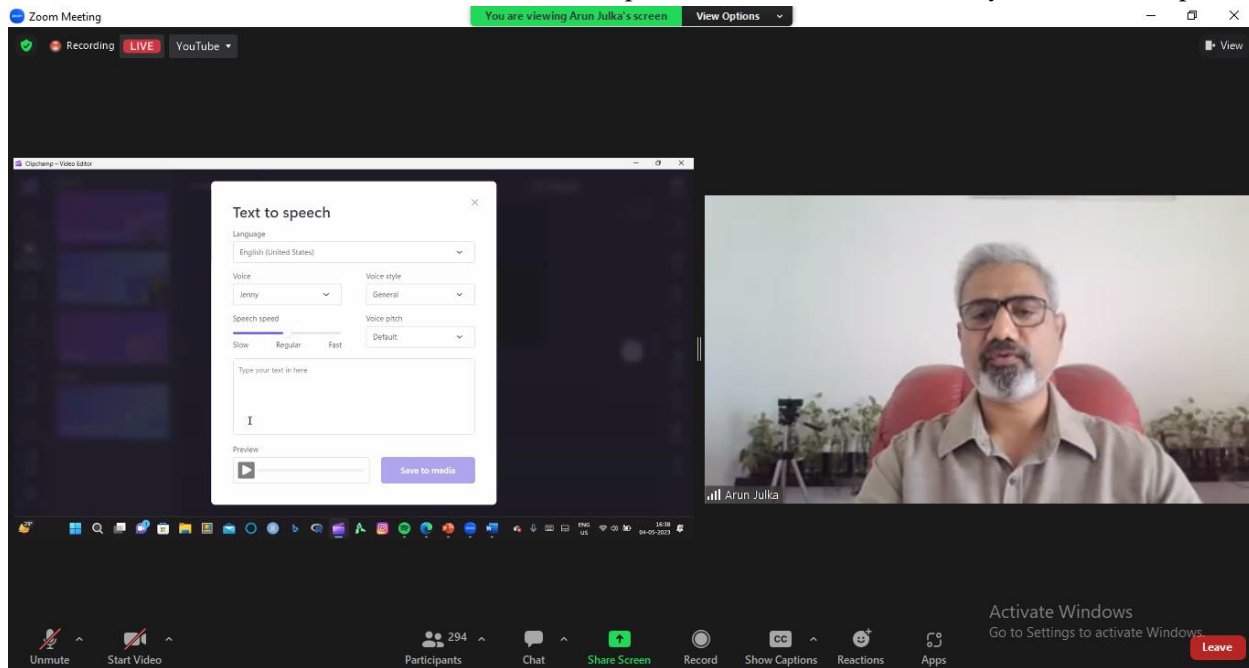 Zoom Meeting
You are viewing Arun Julka's screen
View Options
Recording
LIVE
YouTube
View
Clipchamp – Video Editor
Text to speech
Language
English (United States)
Voice
Voice style
Jenny
General
Speech speed
Voice pitch
Slow Regular Fast
Default
Type your text in here
Preview
Save to media
Arun Julka
ENG
US
16:38
04-05-2023
Activate Windows
Go to Settings to activate Windows.
Unmute
Start Video
294
Participants
Chat
Share Screen
Record
CC
Show Captions
Reactions
Apps
Leave